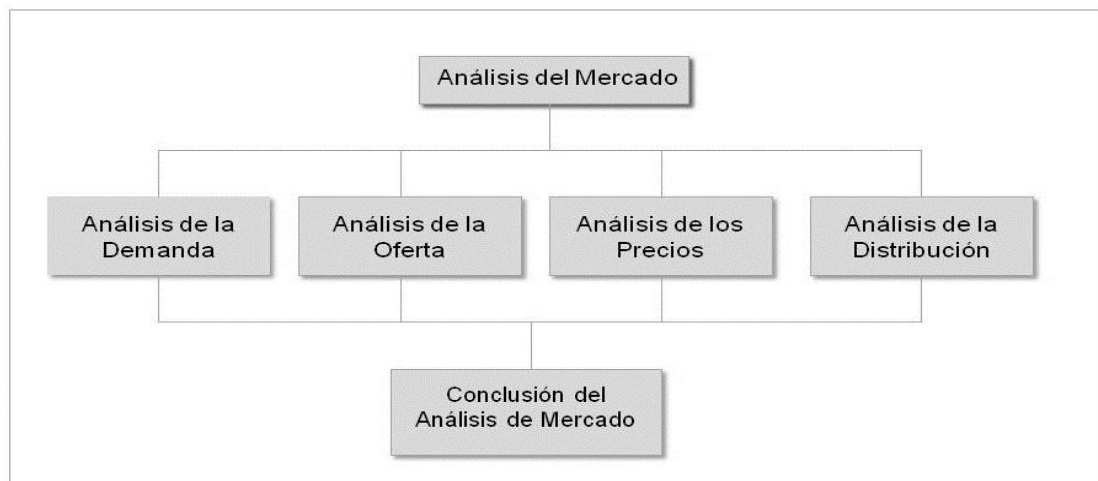 Análisis del Mercado
Análisis de la
Demanda
Análisis de la
Oferta
Análisis de los
Precios
Análisis de la
Distribución
Conclusión del
Análisis de Mercado